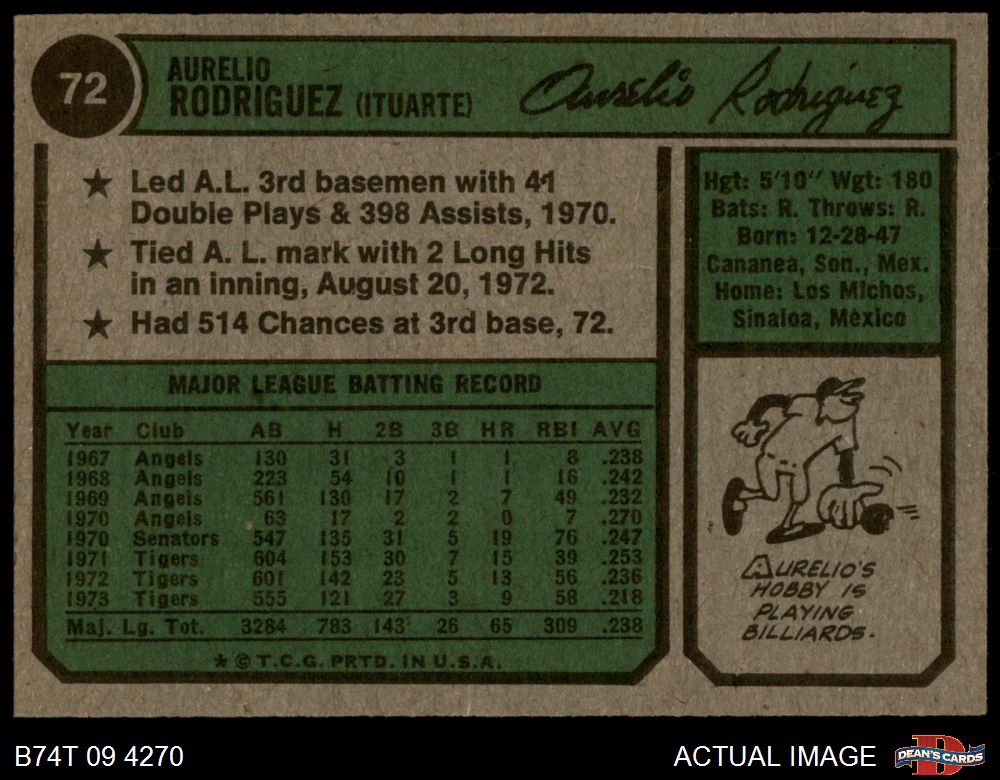 72
AURELIO
RODRIGUEZ (ITUARTE)
Aurelio Rodriguez
★ Led A.L. 3rd basemen with 41
Double Plays & 398 Assists, 1970.
★ Tied A. L. mark with 2 Long Hits
in an inning, August 20, 1972.
★ Had 514 Chances at 3rd base, 72.
Hgt: 5'10" Wgt: 180
Bats: R. Throws: R.
Born: 12-28-47
Cananea, Son., Mex.
Home: Los Michos,
Sinaloa, Mexico
MAJOR LEAGUE BATTING RECORD
Year Club AB H 2B 3B HR RBI AVG
1967 Angels 130 31 3 1 1 8 .238
1968 Angels 223 54 10 1 1 16 .242
1969 Angels 561 130 17 2 7 49 .232
1970 Angels 63 17 2 2 0 7 .270
1970 Senators 547 135 31 5 19 76 .247
1971 Tigers 604 153 30 7 15 39 .253
1972 Tigers 601 142 23 5 13 56 .236
1973 Tigers 555 121 27 3 9 58 .218
Maj. Lg. Tot. 3284 783 143 26 65 309 .238
★ © T.C.G. PRTD. IN U.S.A.
AURELIO'S
HOBBY IS
PLAYING
BILLIARDS.
B74T 09 4270
ACTUAL IMAGE
DEAN'S CARDS